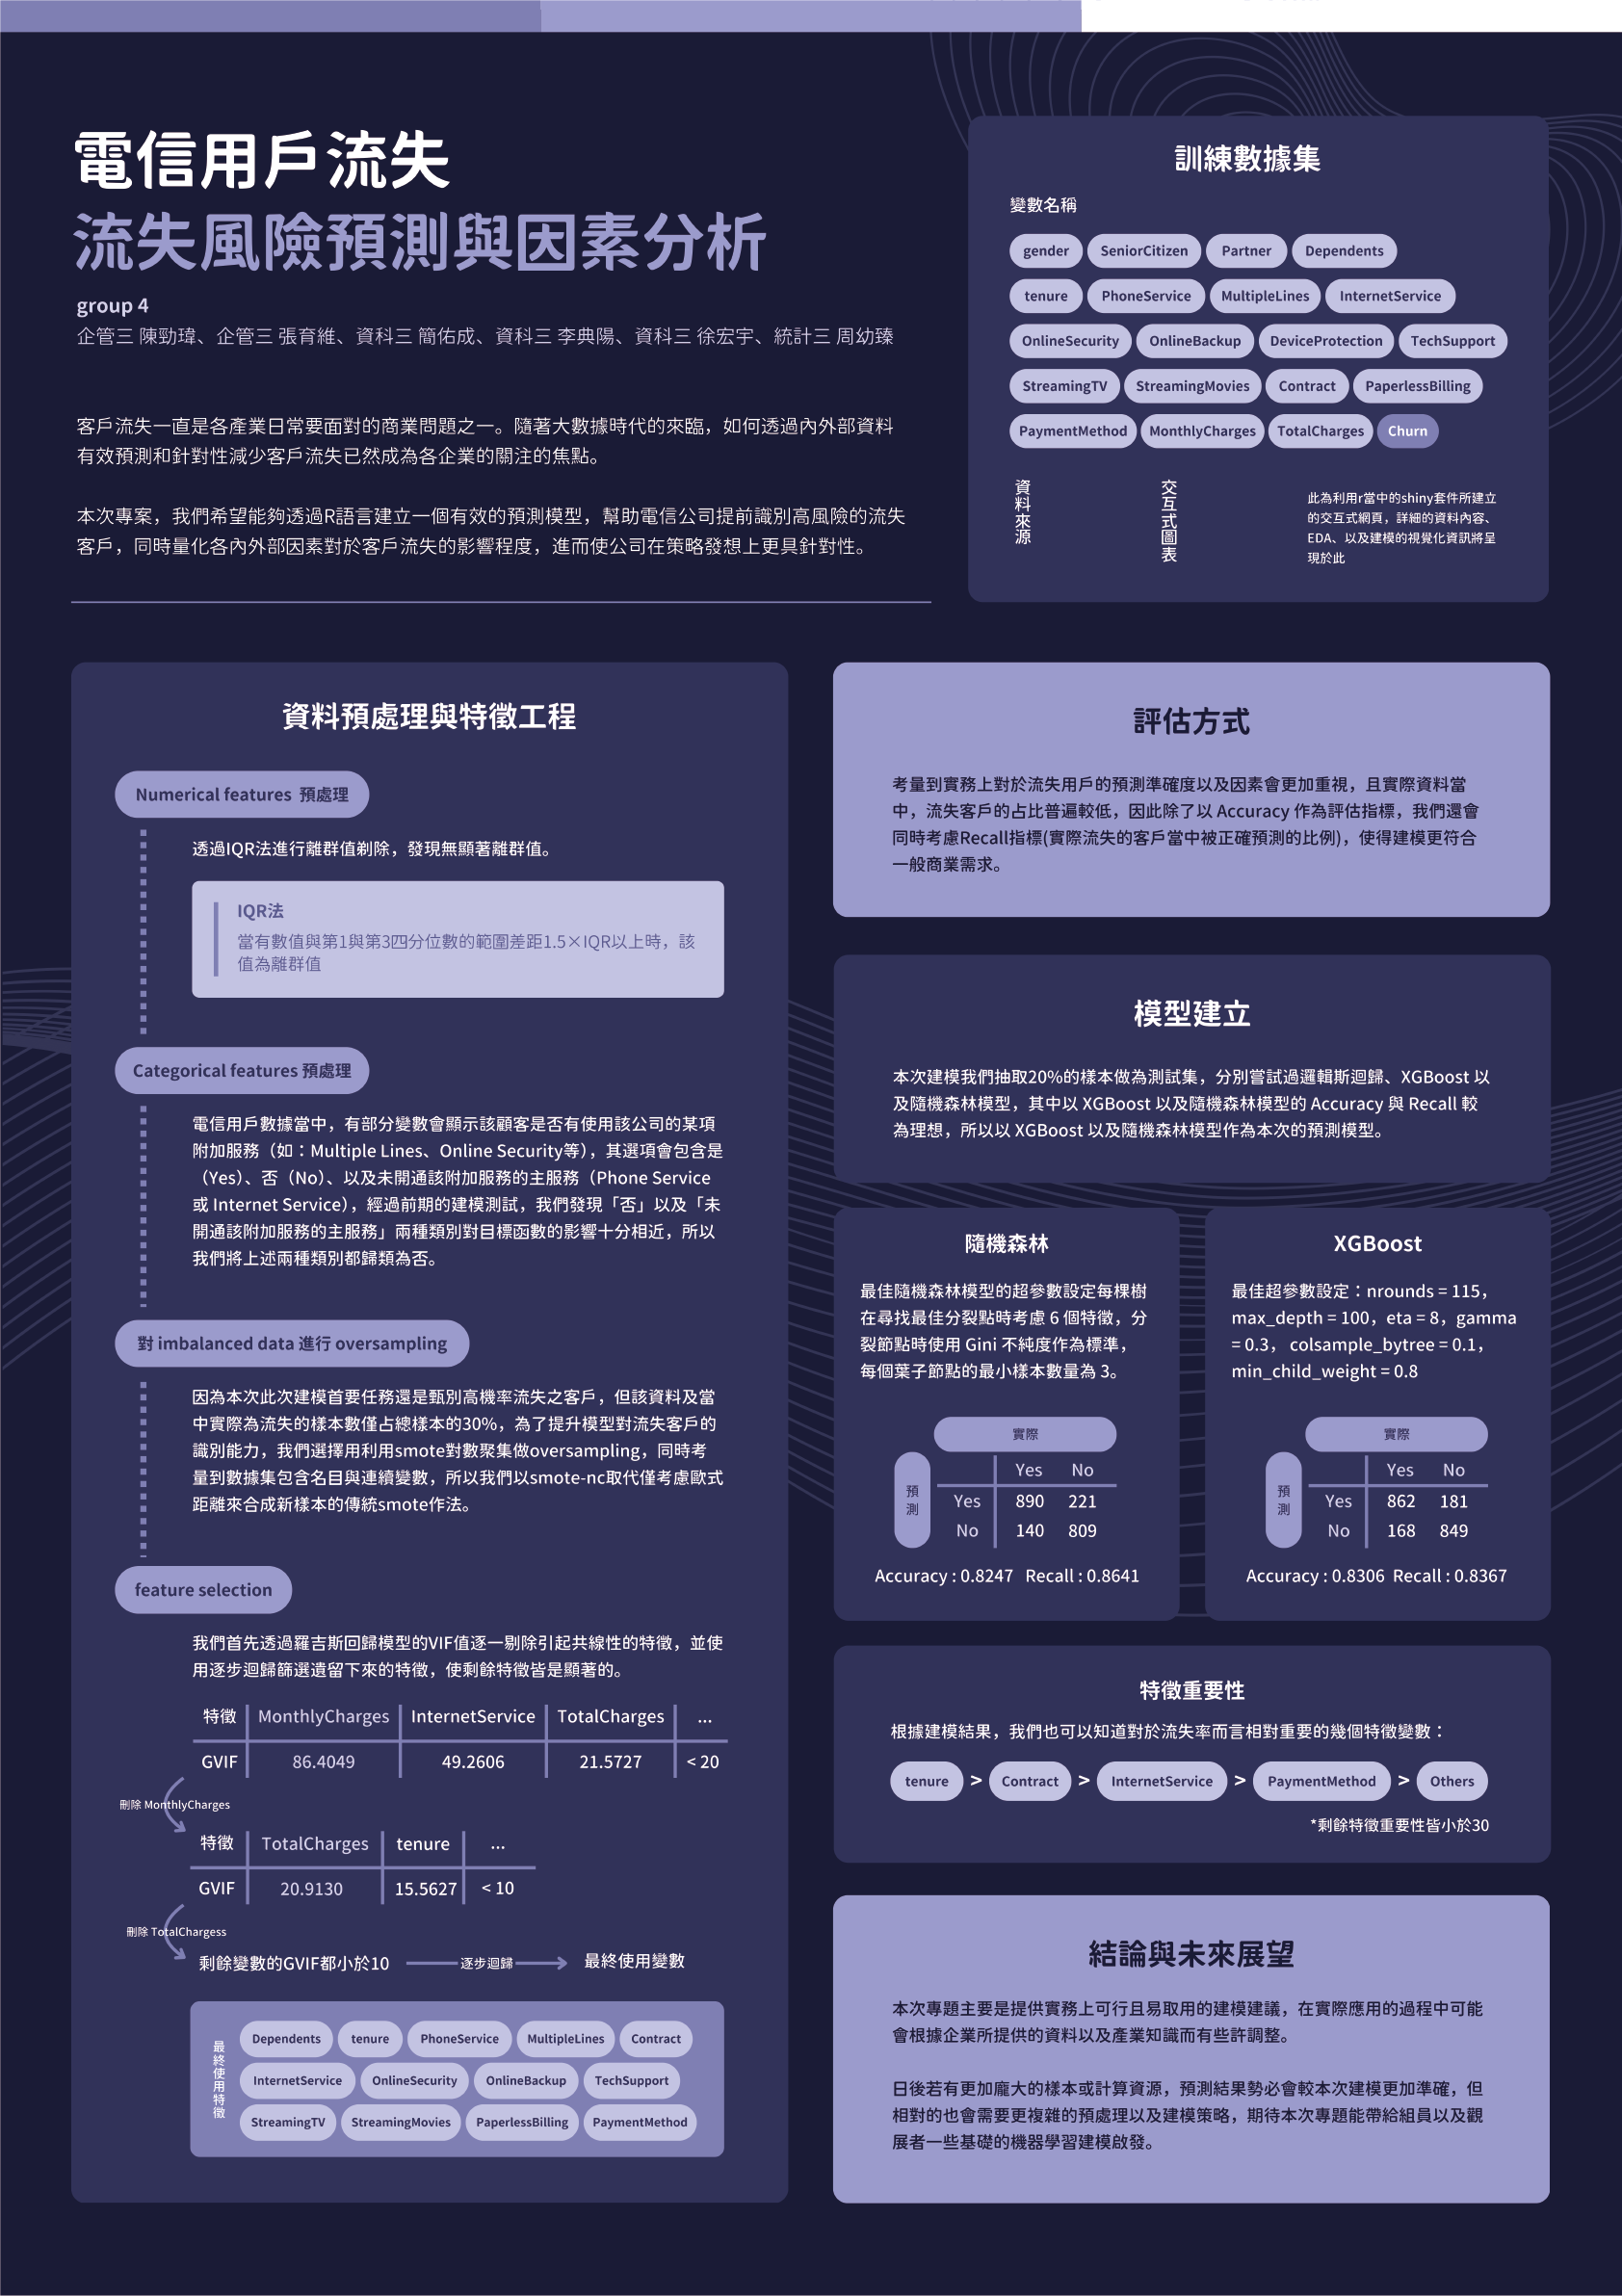 電信用戶流失
流失風險預測與因素分析
group 4
企管三 陳勁瑋、企管三 張育維、資科三 簡佑成、資科三 李典陽、資科三 徐宏宇、統計三 周幼臻
客戶流失一直是各產業日常要面對的商業問題之一。隨著大數據時代的來臨，如何透過內外部資料
有效預測和針對性減少客戶流失已然成為各企業的關注的焦點。
本次專案，我們希望能夠透過R語言建立一個有效的預測模型，幫助電信公司提前識別高風險的流失
客戶，同時量化各內外部因素對於客戶流失的影響程度，進而使公司在策略發想上更具針對性。
訓練數據集
變數名稱
gender SeniorCitizen Partner Dependents
tenure PhoneService MultipleLines InternetService
OnlineSecurity OnlineBackup DeviceProtection TechSupport
StreamingTV StreamingMovies Contract PaperlessBilling
PaymentMethod MonthlyCharges TotalCharges Churn
資料來源
交互式圖表
此為利用r當中的shiny套件所建立
的交互式網頁，詳細的資料內容、
EDA、以及建模的視覺化資訊將呈
現於此
資料預處理與特徵工程
Numerical features 預處理
透過IQR法進行離群值剃除，發現無顯著離群值。
IQR法
當有數值與第1與第3四分位數的範圍差距1.5×IQR以上時，該
值為離群值
Categorical features 預處理
電信用戶數據當中，有部分變數會顯示該顧客是否有使用該公司的某項
附加服務（如：Multiple Lines、Online Security等），其選項會包含是
（Yes）、否（No）、以及未開通該附加服務的主服務（Phone Service
或 Internet Service），經過前期的建模測試，我們發現「否」以及「未
開通該附加服務的主服務」兩種類別對目標函數的影響十分相近，所以
我們將上述兩種類別都歸類為否。
對 imbalanced data 進行 oversampling
因為本次此次建模首要任務還是甄別高機率流失之客戶，但該資料及當
中實際為流失的樣本數僅占總樣本的30%，為了提升模型對流失客戶的
識別能力，我們選擇用利用smote對數聚集做oversampling，同時考
量到數據集包含名目與連續變數，所以我們以smote-nc取代僅考慮歐式
距離來合成新樣本的傳統smote作法。
feature selection
我們首先透過羅吉斯回歸模型的VIF值逐一剔除引起共線性的特徵，並使
用逐步迴歸篩選遺留下來的特徵，使剩餘特徵皆是顯著的。
特徵 MonthlyCharges InternetService TotalCharges ...
GVIF 86.4049 49.2606 21.5727 < 20
刪除 MonthlyCharges
特徵 TotalCharges tenure ...
GVIF 20.9130 15.5627 < 10
刪除 TotalChargess
剩餘變數的GVIF都小於10 逐步迴歸 最終使用變數
最終使用特徵
Dependents tenure PhoneService MultipleLines Contract
InternetService OnlineSecurity OnlineBackup TechSupport
StreamingTV StreamingMovies PaperlessBilling PaymentMethod
評估方式
考量到實務上對於流失用戶的預測準確度以及因素會更加重視，且實際資料當
中，流失客戶的占比普遍較低，因此除了以 Accuracy 作為評估指標，我們還會
同時考慮Recall指標(實際流失的客戶當中被正確預測的比例)，使得建模更符合
一般商業需求。
模型建立
本次建模我們抽取20%的樣本做為測試集，分別嘗試過邏輯斯迴歸、XGBoost 以
及隨機森林模型，其中以 XGBoost 以及隨機森林模型的 Accuracy 與 Recall 較
為理想，所以以 XGBoost 以及隨機森林模型作為本次的預測模型。
隨機森林
最佳隨機森林模型的超參數設定每棵樹
在尋找最佳分裂點時考慮 6 個特徵，分
裂節點時使用 Gini 不純度作為標準，
每個葉子節點的最小樣本數量為 3。
實際
預測
Yes No
Yes 890 221
No 140 809
Accuracy : 0.8247 Recall : 0.8641
XGBoost
最佳超參數設定：nrounds = 115，
max_depth = 100，eta = 8，gamma
= 0.3， colsample_bytree = 0.1，
min_child_weight = 0.8
實際
預測
Yes No
Yes 862 181
No 168 849
Accuracy : 0.8306 Recall : 0.8367
特徵重要性
根據建模結果，我們也可以知道對於流失率而言相對重要的幾個特徵變數：
tenure > Contract > InternetService > PaymentMethod > Others
*剩餘特徵重要性皆小於30
結論與未來展望
本次專題主要是提供實務上可行且易取用的建模建議，在實際應用的過程中可能
會根據企業所提供的資料以及產業知識而有些許調整。
日後若有更加龐大的樣本或計算資源，預測結果勢必會較本次建模更加準確，但
相對的也會需要更複雜的預處理以及建模策略，期待本次專題能帶給組員以及觀
展者一些基礎的機器學習建模啟發。